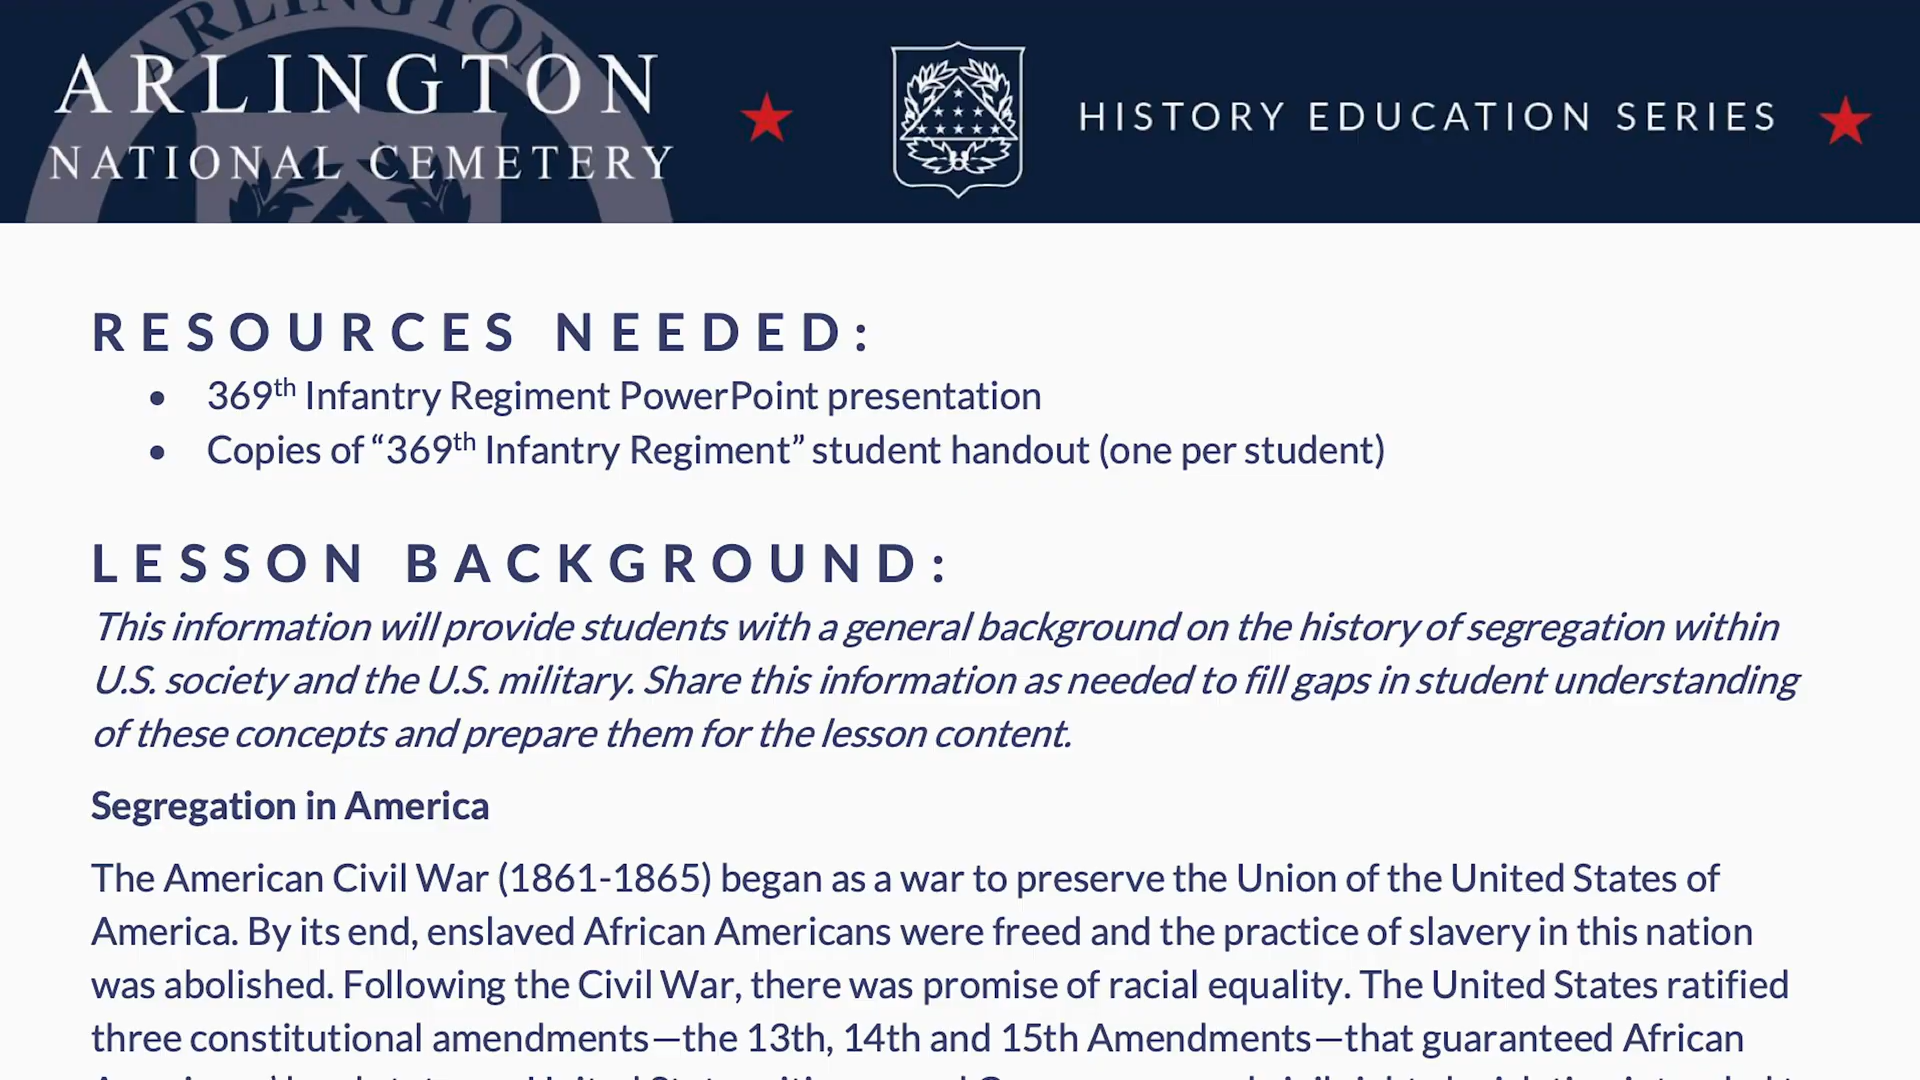 ARLINGTON
ARLINGTON
NATIONAL CEMETERY
HISTORY EDUCATION SERIES
RESOURCES NEEDED:
• 369th Infantry Regiment PowerPoint presentation
• Copies of “369th Infantry Regiment” student handout (one per student)
LESSON BACKGROUND:
This information will provide students with a general background on the history of segregation within
U.S. society and the U.S. military. Share this information as needed to fill gaps in student understanding
of these concepts and prepare them for the lesson content.
Segregation in America
The American Civil War (1861-1865) began as a war to preserve the Union of the United States of
America. By its end, enslaved African Americans were freed and the practice of slavery in this nation
was abolished. Following the Civil War, there was promise of racial equality. The United States ratified
three constitutional amendments—the 13th, 14th and 15th Amendments—that guaranteed African